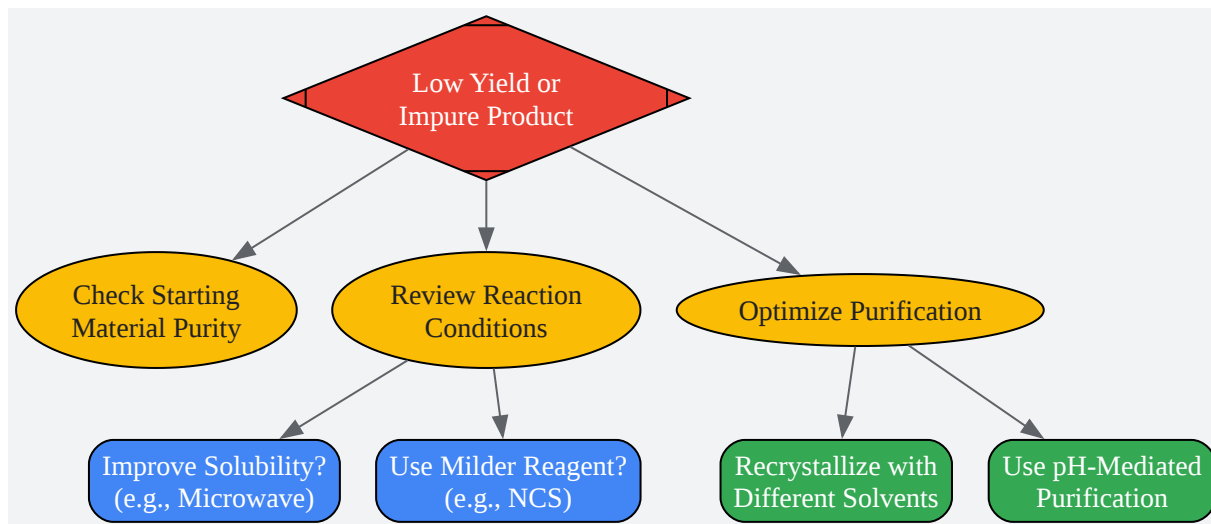 Low Yield or
Impure Product
Check Starting
Material Purity
Review Reaction
Conditions
Optimize Purification
Improve Solubility?
(e.g., Microwave)
Use Milder Reagent?
(e.g., NCS)
Recrystallize with
Different Solvents
Use pH-Mediated
Purification